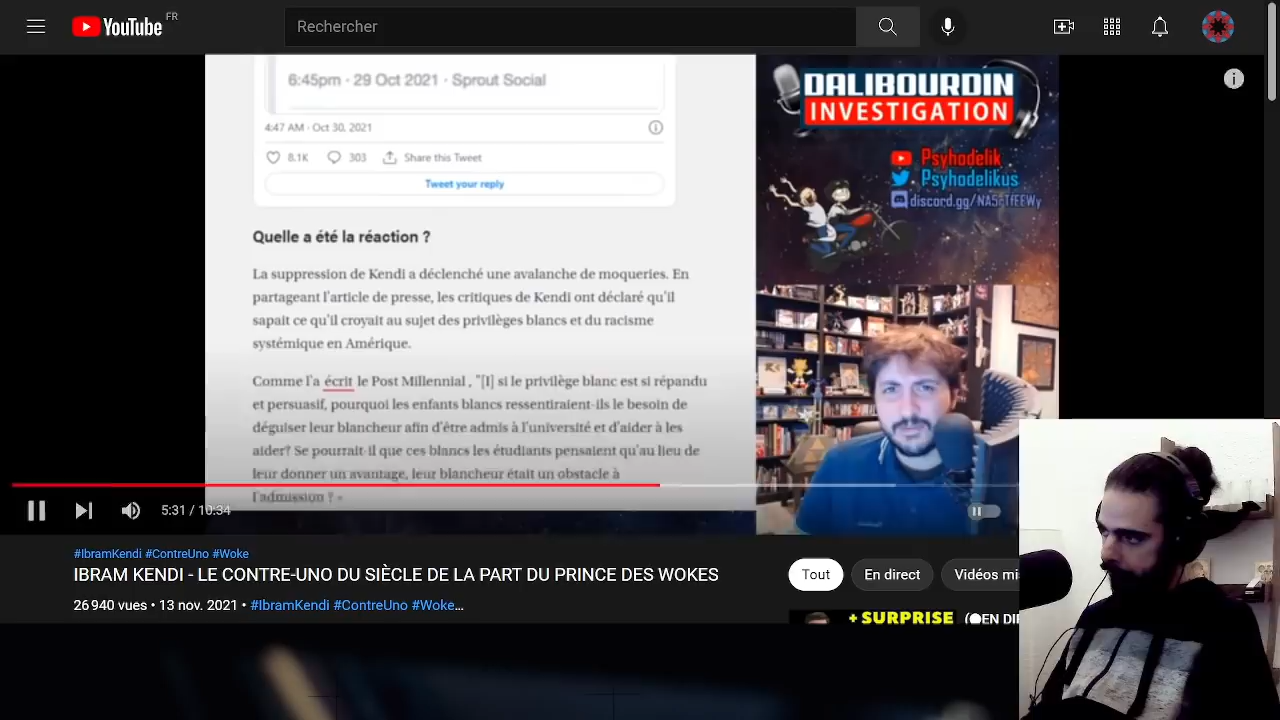 YouTube FR
Rechercher
6:45pm · 29 Oct 2021 · Sprout Social
4:47 AM · Oct 30, 2021
8.1K 303 Share this Tweet
Tweet your reply
Quelle a été la réaction ?
La suppression de Kendi a déclenché une avalanche de moqueries. En
partageant l'article de presse, les critiques de Kendi ont déclaré qu'il
sapait ce qu'il croyait au sujet des privilèges blancs et du racisme
systémique en Amérique.
Comme l'a écrit le Post Millennial , "[I] si le privilège blanc est si répandu
et persuasif, pourquoi les enfants blancs ressentiraient-ils le besoin de
déguiser leur blancheur afin d'être admis à l'université et d'aider à les
aider? Se pourrait-il que ces blancs les étudiants pensaient qu'au lieu de
leur donner un avantage, leur blancheur était un obstacle à
l'admission ? »
DALIBOURDIN
INVESTIGATION
Psyhodelik
Psyhodelikus
discord.gg/NA5rTfEEWy
5:31 / 10:34
#IbramKendi #ContreUno #Woke
IBRAM KENDI - LE CONTRE-UNO DU SIÈCLE DE LA PART DU PRINCE DES WOKES
26 940 vues • 13 nov. 2021 • #IbramKendi #ContreUno #Woke…
Tout En direct Vidéos mi
+ SURPRISE (EN DI